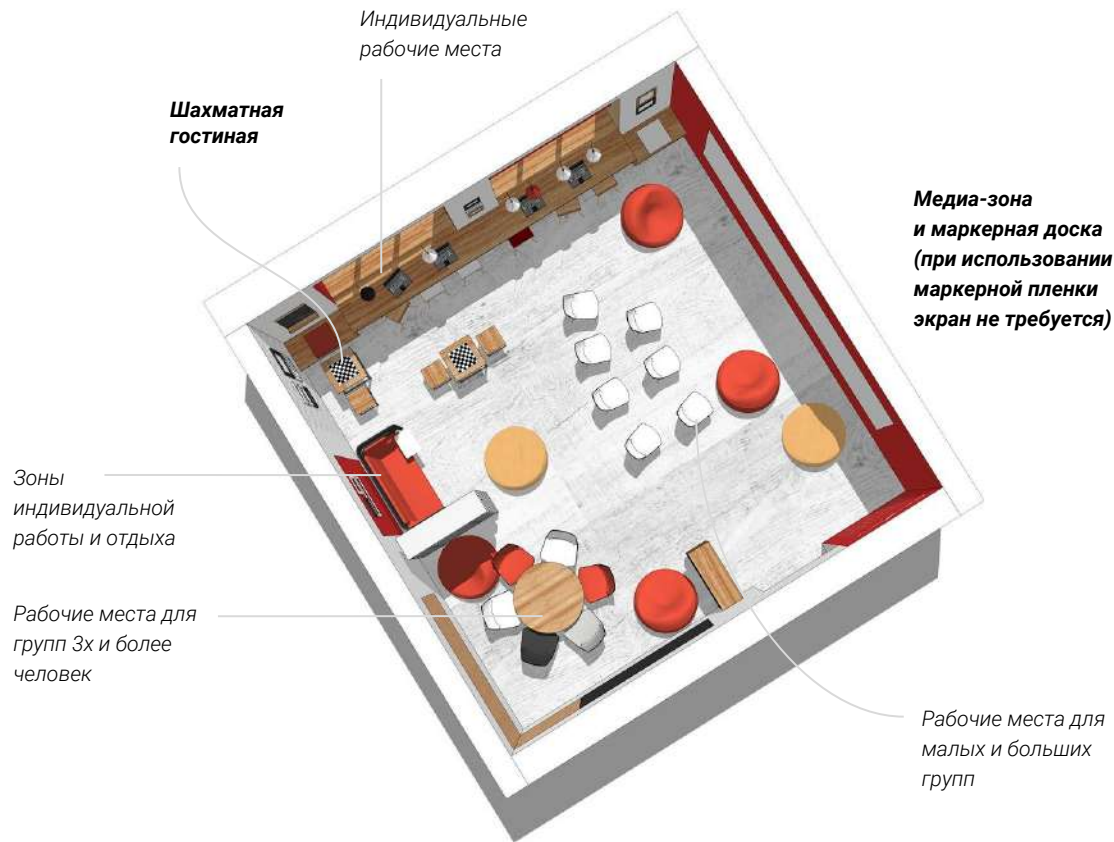 Индивидуальные
рабочие места
Шахматная
гостиная
Медиа-зона
и маркерная доска
(при использовании
маркерной пленки
экран не требуется)
Зоны
индивидуальной
работы и отдыха
Рабочие места для
групп 3х и более
человек
Рабочие места для
малых и больших
групп